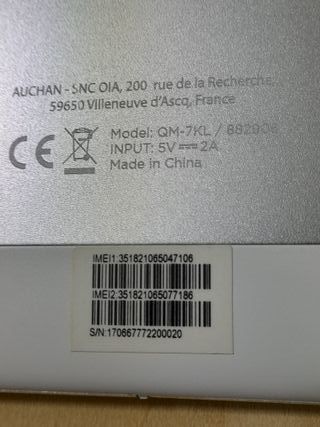 AUCHAN - SNC OIA, 200 rue de la Recherche,
59650 Villeneuve d'Ascq, France
CE
Model: QM-7KL /
INPUT: 5V ⎓ 2A
Made in China
IMEI1:351821065047106
IMEI2:351821065077186
S/N:170667772200020